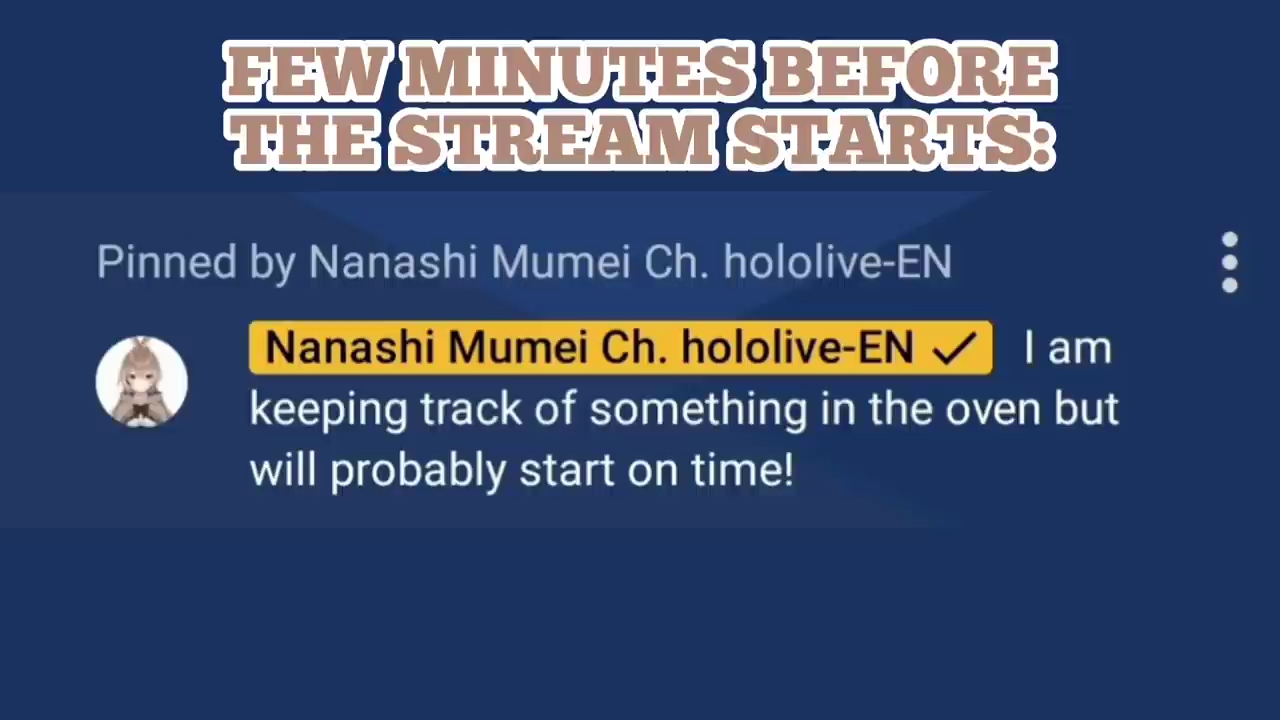 FEW MINUTES BEFORE
THE STREAM STARTS:
Pinned by Nanashi Mumei Ch. hololive-EN
Nanashi Mumei Ch. hololive-EN ✓ I am
keeping track of something in the oven but
will probably start on time!